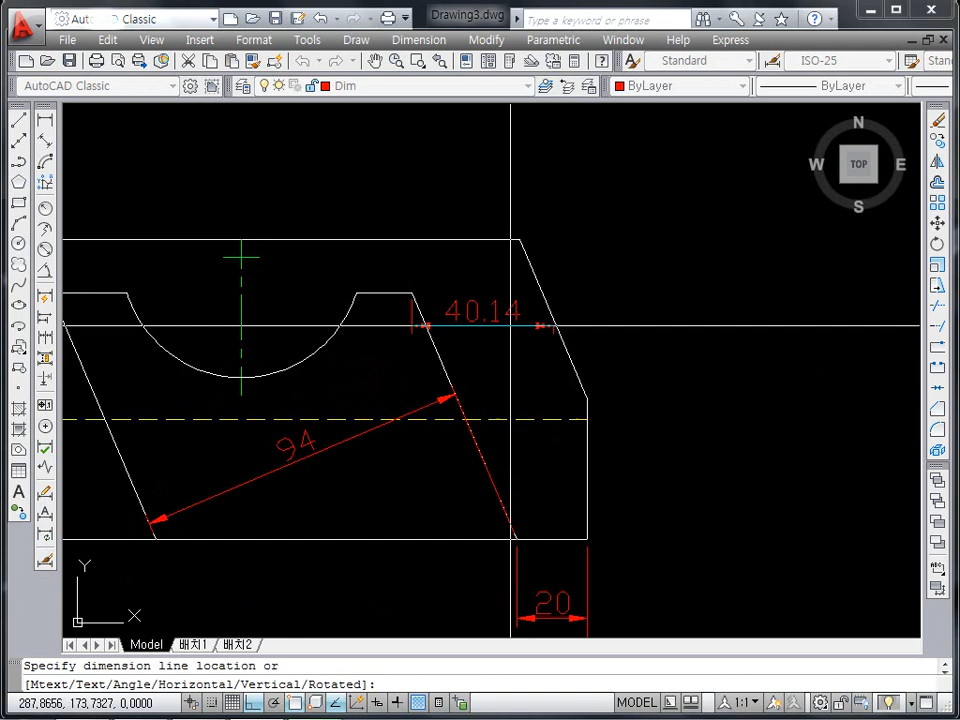 Auto Classic
Drawing3.dwg
Type a keyword or phrase
File Edit View Insert Format Tools Draw Dimension Modify Parametric Window Help Express
Standard ISO-25 Stan
AutoCAD Classic Dim ByLayer ByLayer
N
W TOP E
S
40.14
94
20
Y
X
Model 배치1 배치2
Specify dimension line location or
[Mtext/Text/Angle/Horizontal/Vertical/Rotated]:
287,8656, 173,7327, 0,0000 MODEL 1:1